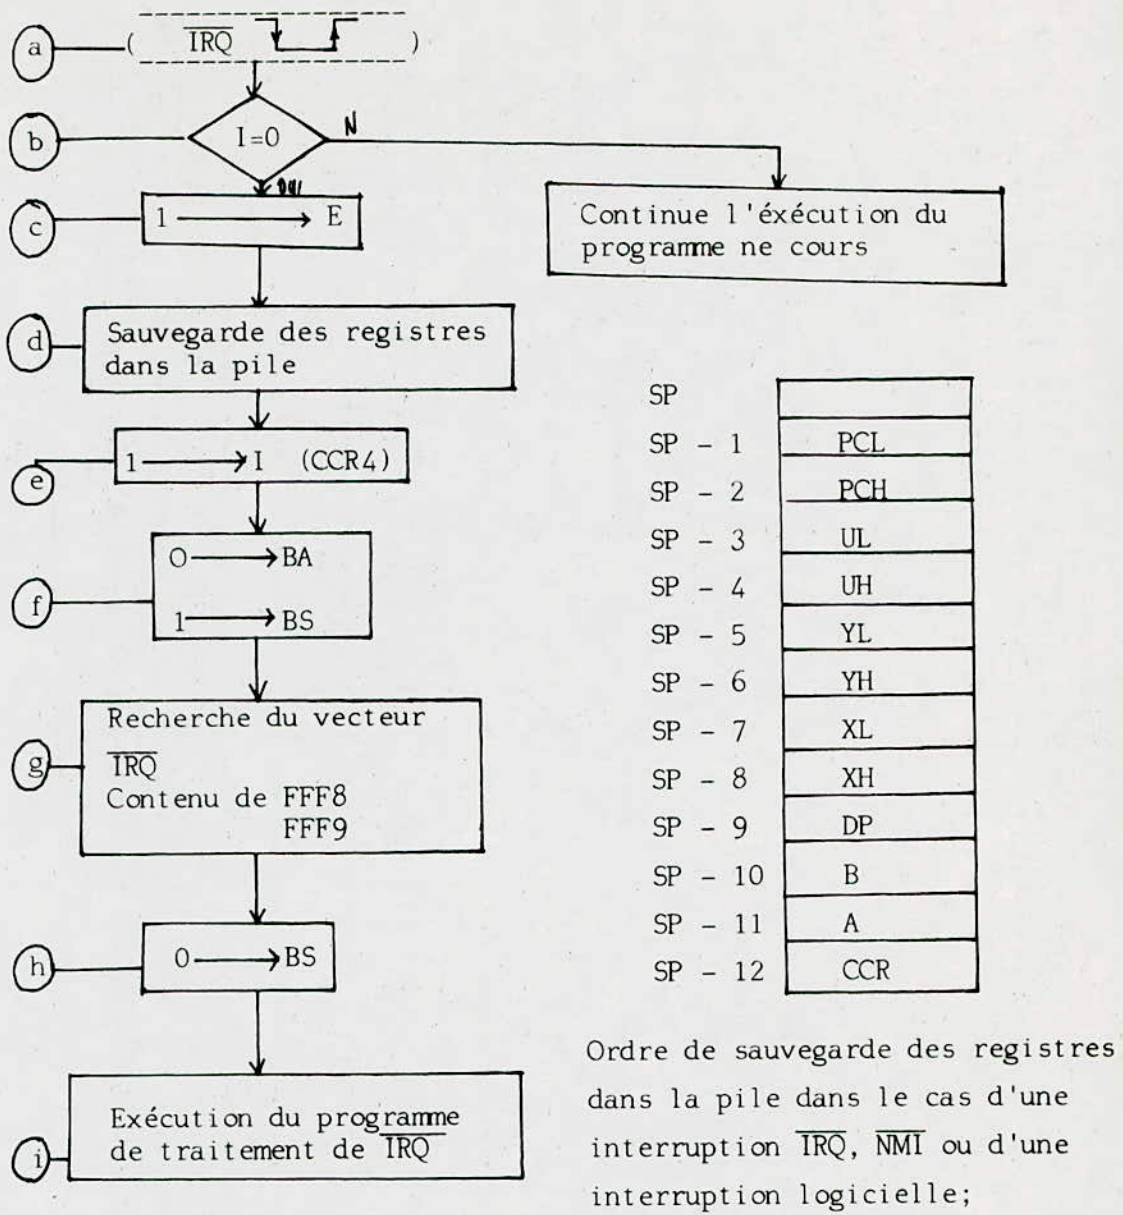 a
( IRQ )
b
I=0
N
OUI
c
1 → E
Continue l'éxécution du
programme ne cours
d
Sauvegarde des registres
dans la pile
e
1 → I (CCR4)
f
0 → BA
1 → BS
g
Recherche du vecteur
IRQ
Contenu de FFF8
FFF9
h
0 → BS
i
Exécution du programme
de traitement de IRQ
SP
SP - 1 PCL
SP - 2 PCH
SP - 3 UL
SP - 4 UH
SP - 5 YL
SP - 6 YH
SP - 7 XL
SP - 8 XH
SP - 9 DP
SP - 10 B
SP - 11 A
SP - 12 CCR
Ordre de sauvegarde des registres
dans la pile dans le cas d'une
interruption IRQ, NMI ou d'une
interruption logicielle;